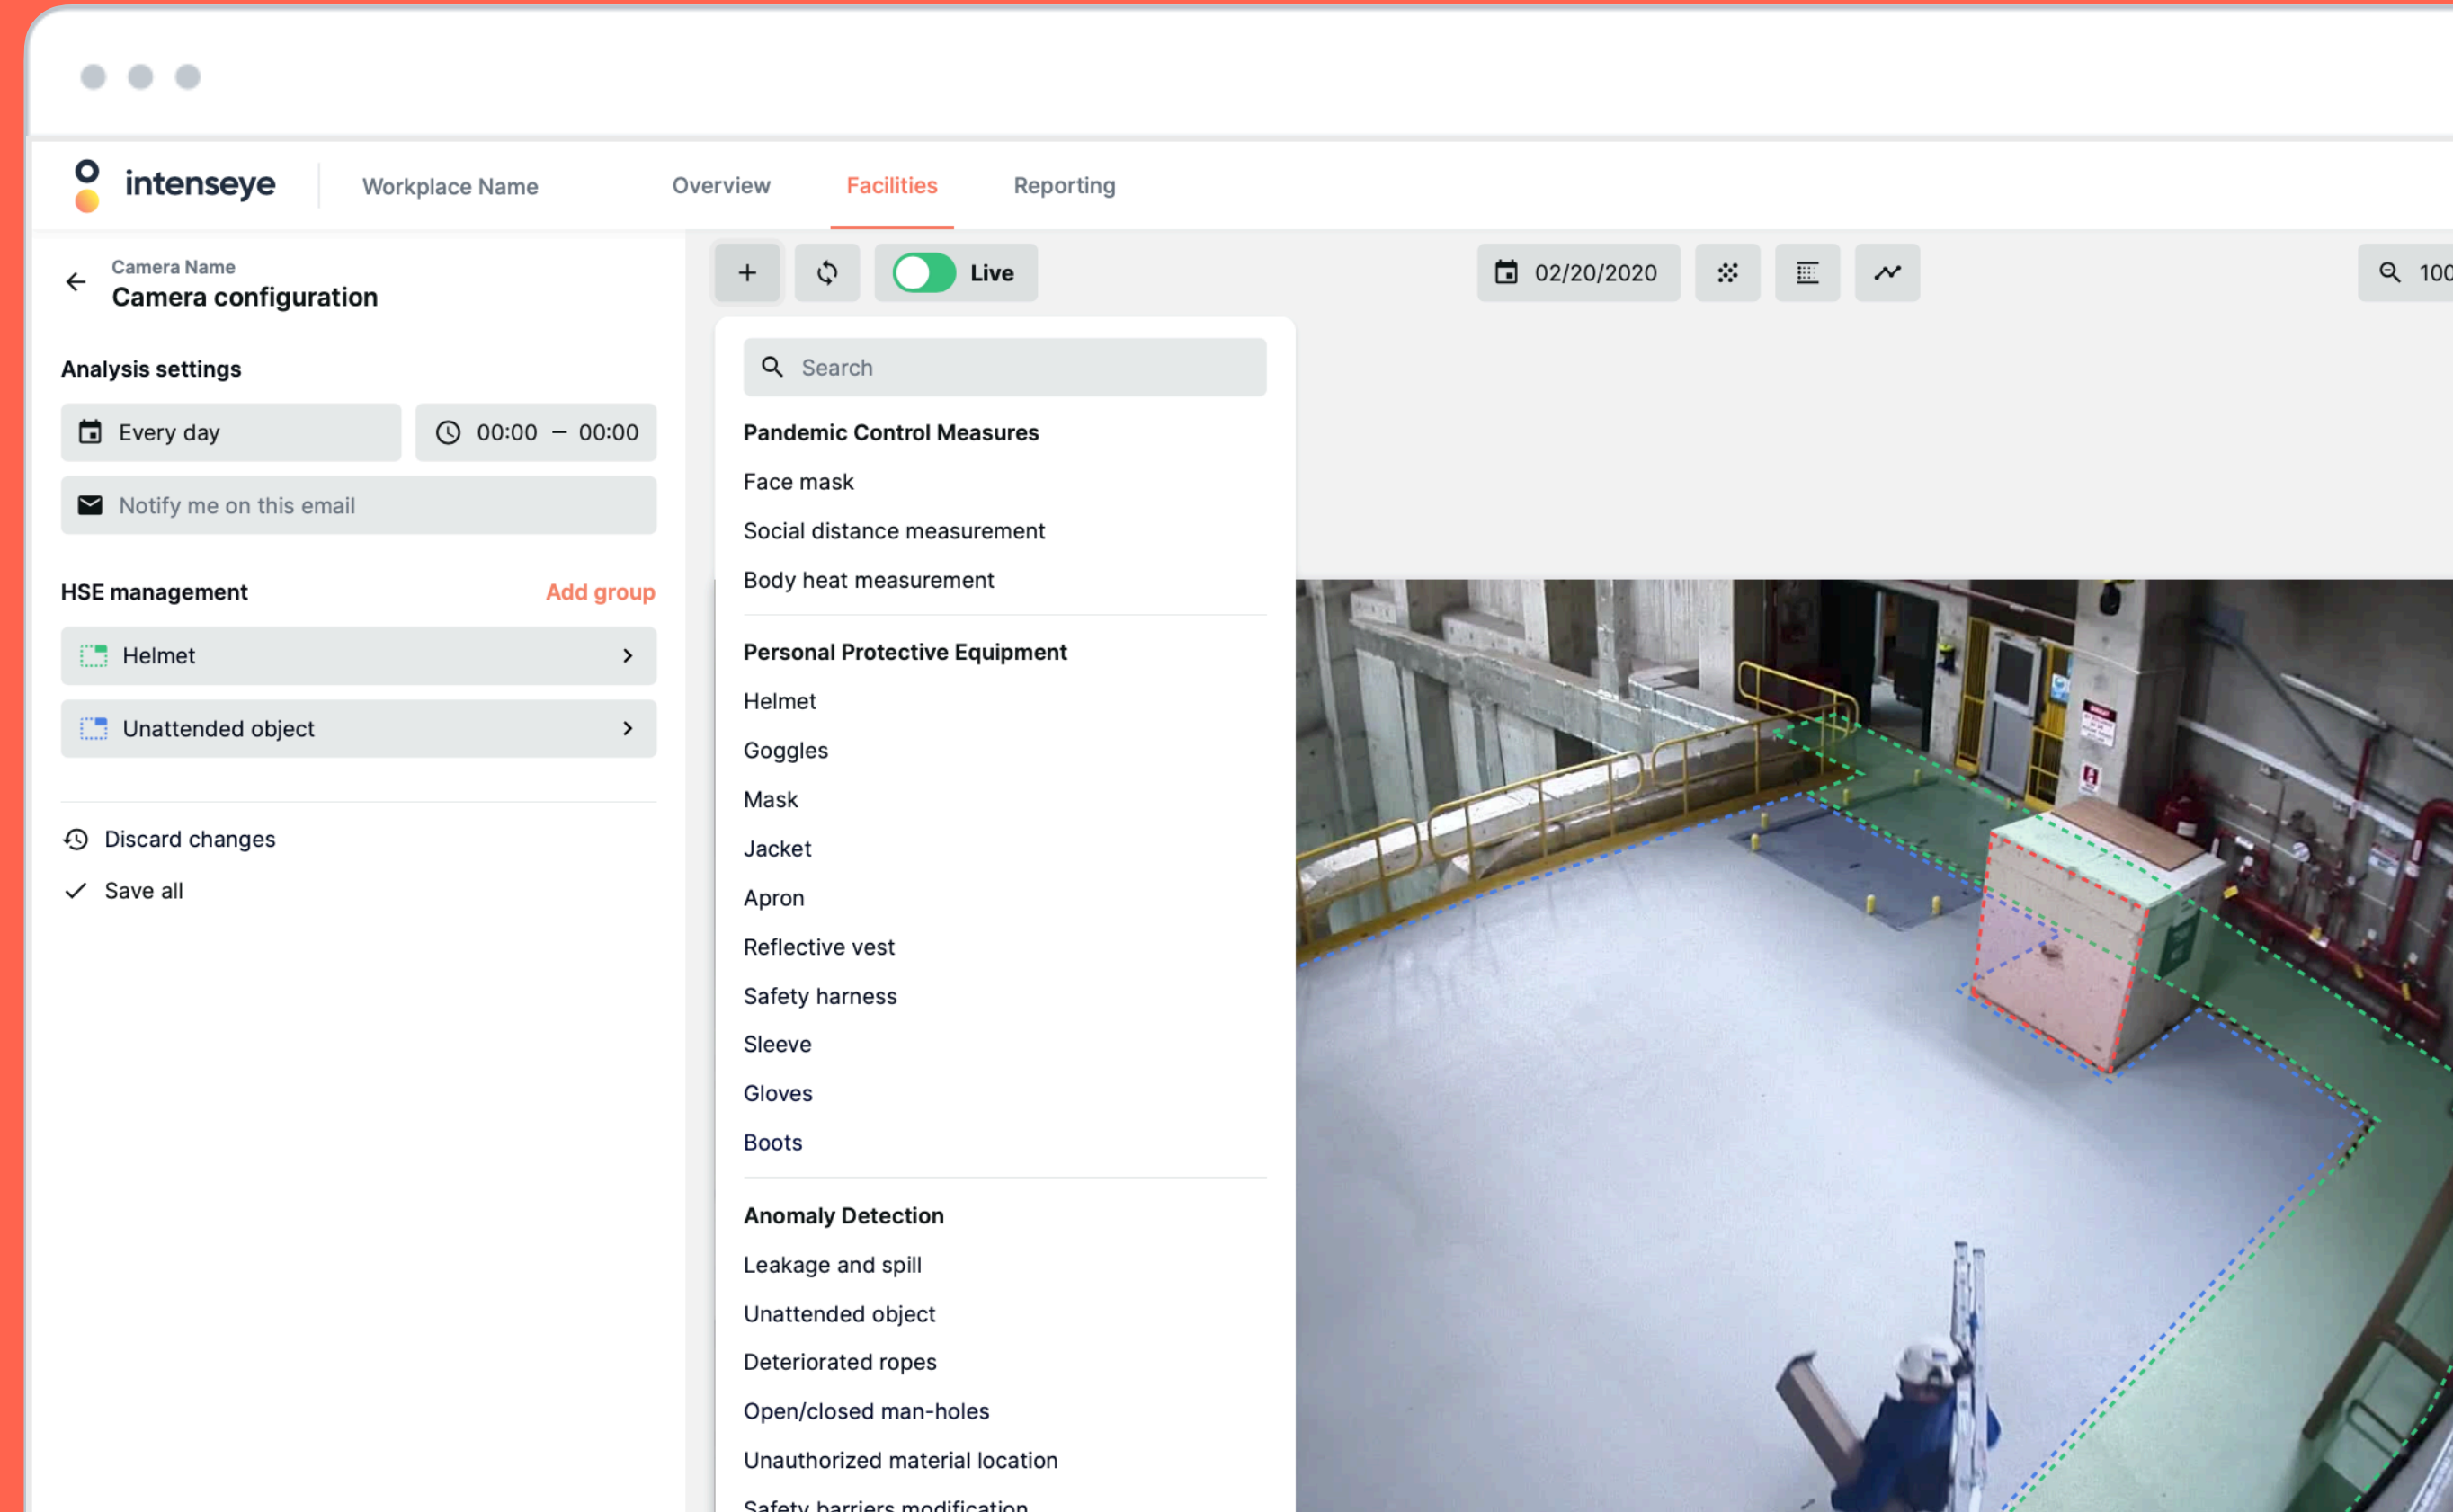 intenseye
Workplace Name
Overview
Facilities
Reporting
Camera Name
Camera configuration
Analysis settings
Every day
00:00 – 00:00
Notify me on this email
HSE management
Add group
Helmet
Unattended object
Discard changes
Save all
Live
02/20/2020
100
Search
Pandemic Control Measures
Face mask
Social distance measurement
Body heat measurement
Personal Protective Equipment
Helmet
Goggles
Mask
Jacket
Apron
Reflective vest
Safety harness
Sleeve
Gloves
Boots
Anomaly Detection
Leakage and spill
Unattended object
Deteriorated ropes
Open/closed man-holes
Unauthorized material location
Safety barriers modification